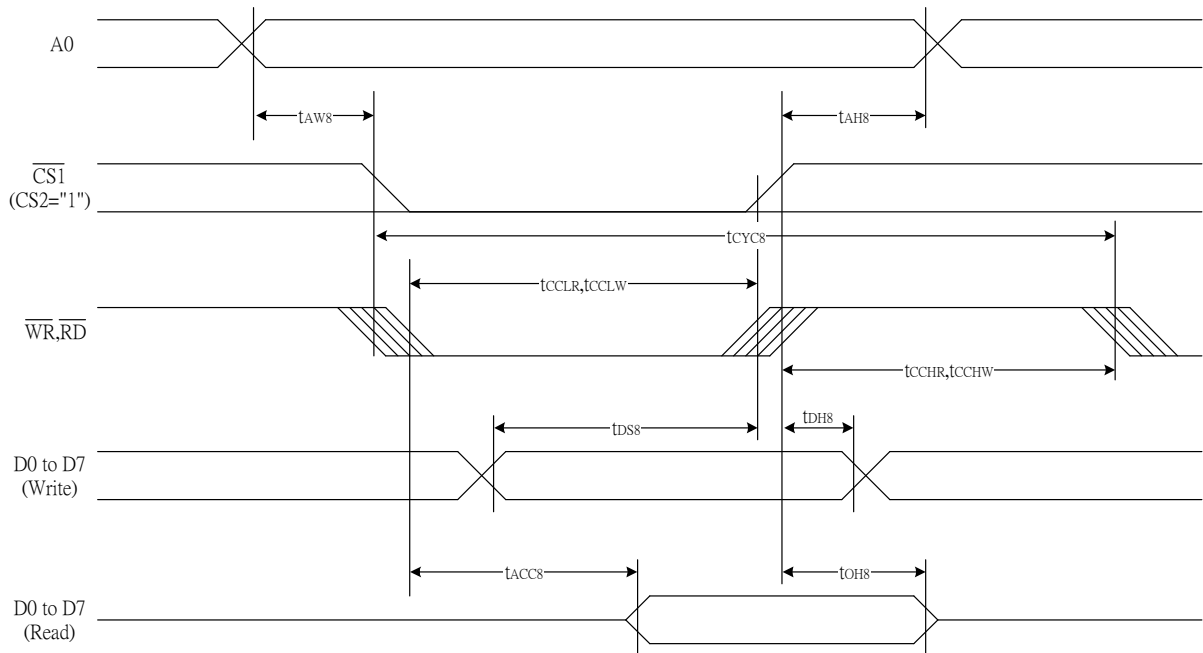 A0
tAW8
tAH8
CS1
(CS2="1")
tCYC8
tCCLR,tCCLW
WR,RD
tCCHR,tCCHW
tDS8
tDH8
D0 to D7
(Write)
tACC8
tOH8
D0 to D7
(Read)